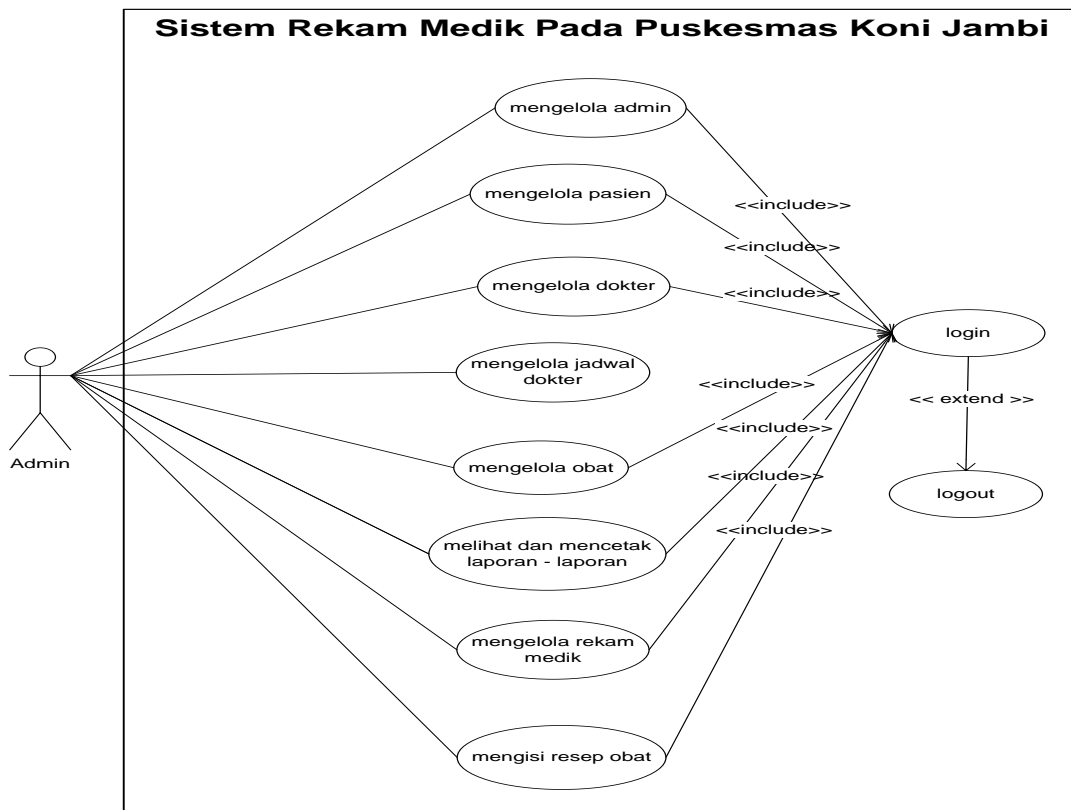 Sistem Rekam Medik Pada Puskesmas Koni Jambi
mengelola admin
mengelola pasien
<<include>>
<<include>>
mengelola dokter
<<include>>
login
mengelola jadwal
dokter
<<include>>
<< extend >>
<<include>>
Admin
mengelola obat
<<include>>
logout
<<include>>
melihat dan mencetak
laporan - laporan
mengelola rekam
medik
mengisi resep obat